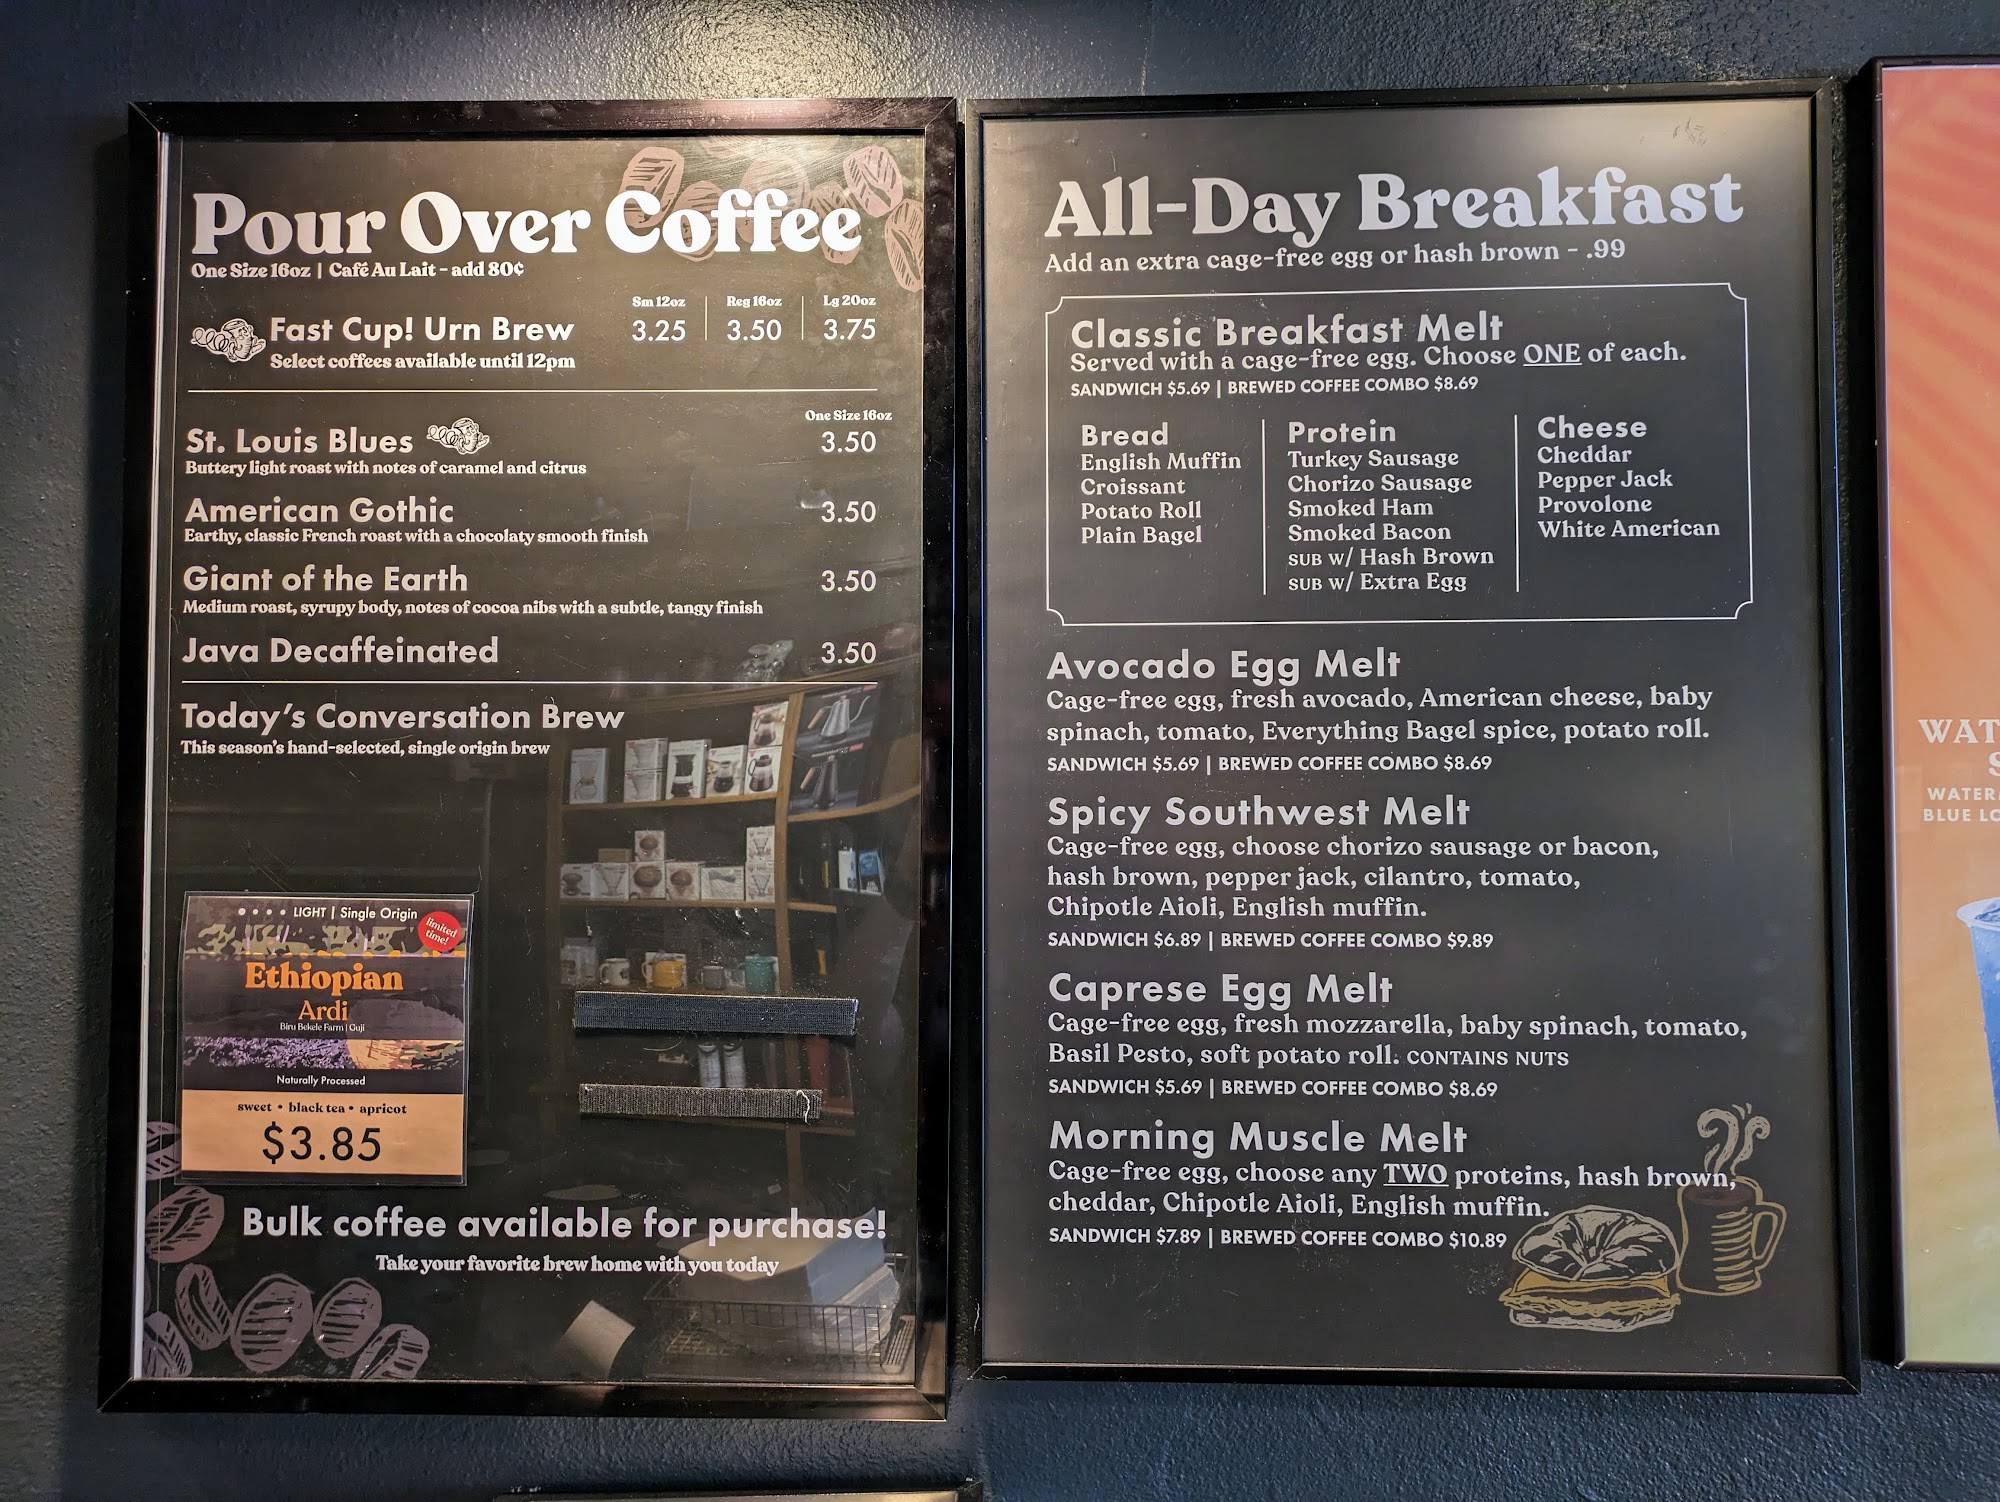 Pour Over Coffee
One Size 16oz | Café Au Lait - add 80¢
Sm 12oz | Reg 16oz | Lg 20oz
Fast Cup! Urn Brew 3.25 | 3.50 | 3.75
Select coffees available until 12pm
One Size 16oz
St. Louis Blues 3.50
Buttery light roast with notes of caramel and citrus
American Gothic 3.50
Earthy, classic French roast with a chocolaty smooth finish
Giant of the Earth 3.50
Medium roast, syrupy body, notes of cocoa nibs with a subtle, tangy finish
Java Decaffeinated 3.50
Today's Conversation Brew
This season's hand-selected, single origin brew
LIGHT | Single Origin
limited
time!
Ethiopian
Ardi
Biru Bekele Farm | Guji
Naturally Processed
sweet • black tea • apricot
$3.85
Bulk coffee available for purchase!
Take your favorite brew home with you today
All-Day Breakfast
Add an extra cage-free egg or hash brown - .99
Classic Breakfast Melt
Served with a cage-free egg. Choose ONE of each.
SANDWICH $5.69 | BREWED COFFEE COMBO $8.69
Bread
English Muffin
Croissant
Potato Roll
Plain Bagel
Protein
Turkey Sausage
Chorizo Sausage
Smoked Ham
Smoked Bacon
SUB W/ Hash Brown
SUB W/ Extra Egg
Cheese
Cheddar
Pepper Jack
Provolone
White American
Avocado Egg Melt
Cage-free egg, fresh avocado, American cheese, baby
spinach, tomato, Everything Bagel spice, potato roll.
SANDWICH $5.69 | BREWED COFFEE COMBO $8.69
Spicy Southwest Melt
Cage-free egg, choose chorizo sausage or bacon,
hash brown, pepper jack, cilantro, tomato,
Chipotle Aioli, English muffin.
SANDWICH $6.89 | BREWED COFFEE COMBO $9.89
Caprese Egg Melt
Cage-free egg, fresh mozzarella, baby spinach, tomato,
Basil Pesto, soft potato roll. CONTAINS NUTS
SANDWICH $5.69 | BREWED COFFEE COMBO $8.69
Morning Muscle Melt
Cage-free egg, choose any TWO proteins, hash brown,
cheddar, Chipotle Aioli, English muffin.
SANDWICH $7.89 | BREWED COFFEE COMBO $10.89
WAT
S
WATER
BLUE LO